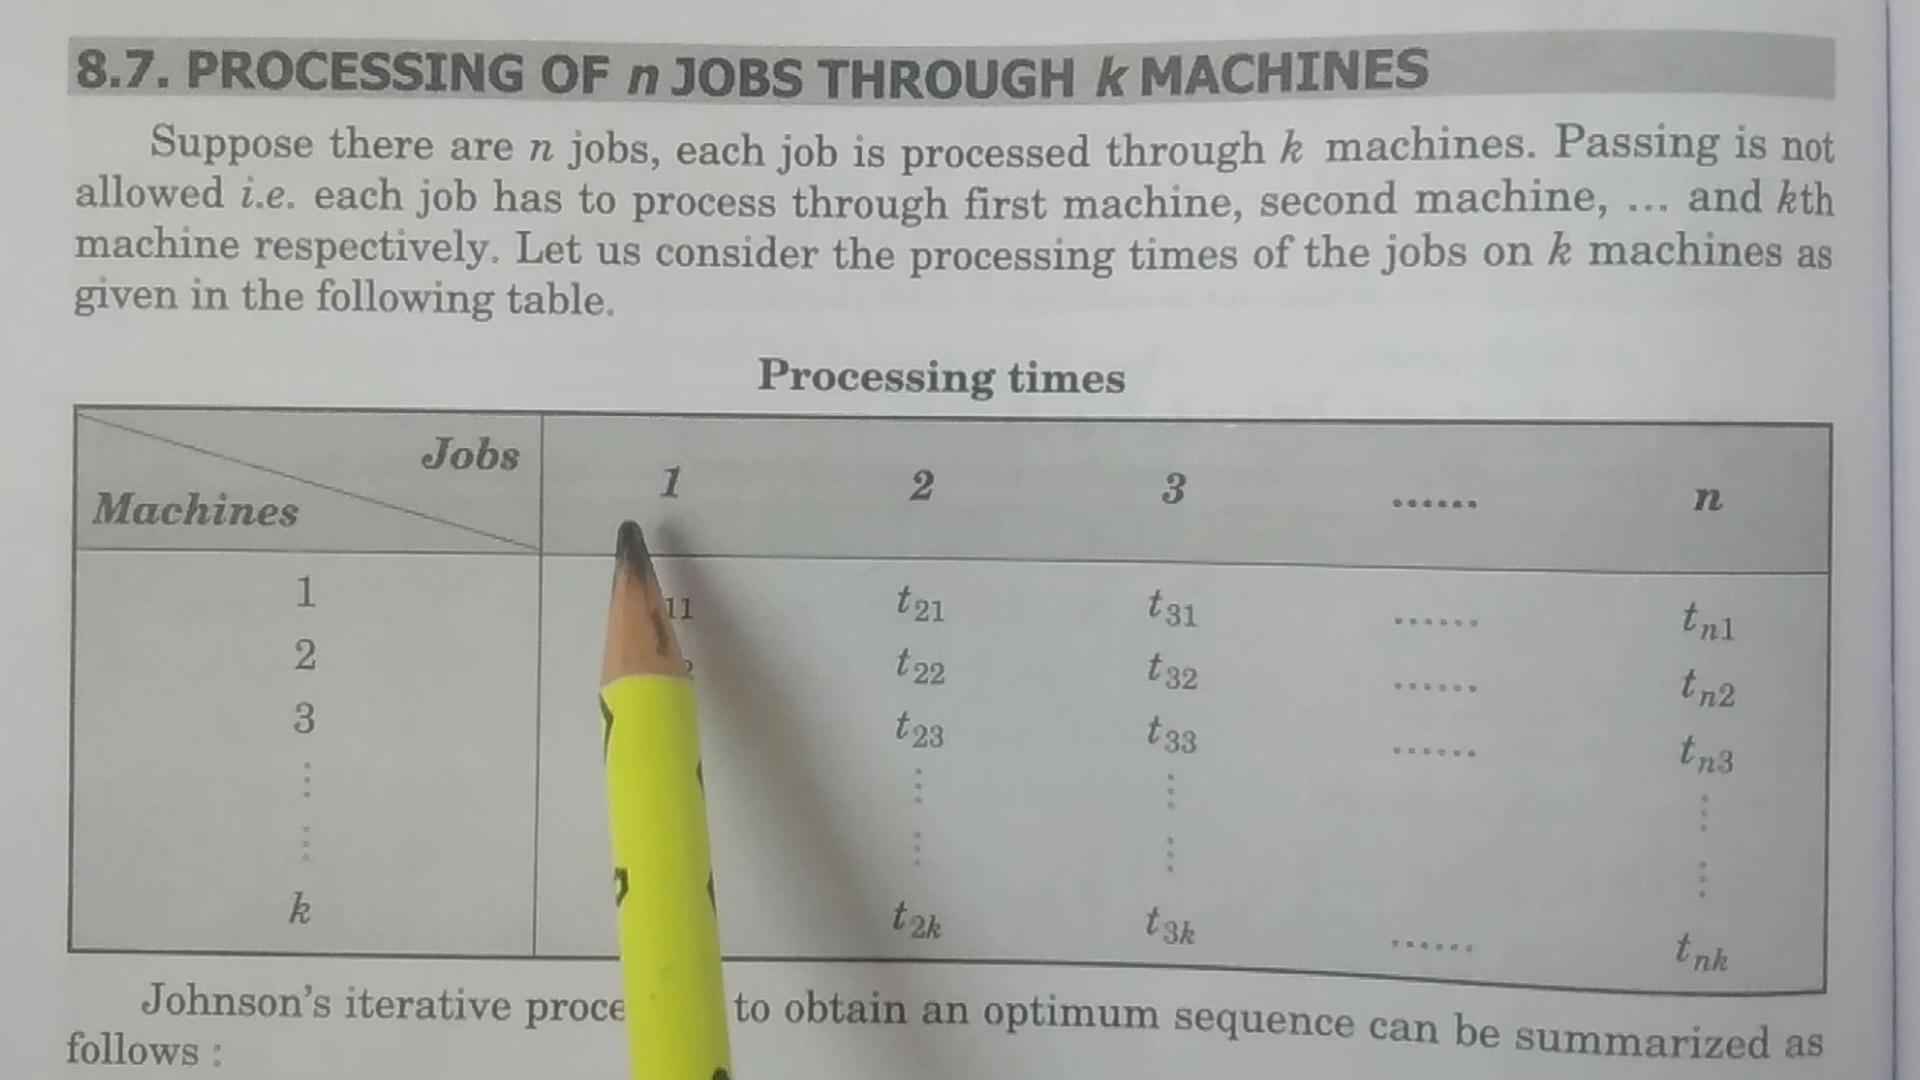 8.7. PROCESSING OF n JOBS THROUGH k MACHINES
Suppose there are n jobs, each job is processed through k machines. Passing is not
allowed i.e. each job has to process through first machine, second machine, ... and kth
machine respectively. Let us consider the processing times of the jobs on k machines as
given in the following table.
Processing times
Jobs
Machines
1 2 3 ...... n
1 11 t21 t31 ...... tn1
2 t22 t32 ...... tn2
3 t23 t33 ...... tn3
k t2k t3k ...... tnk
Johnson's iterative to obtain an optimum sequence can be summarized as
follows :